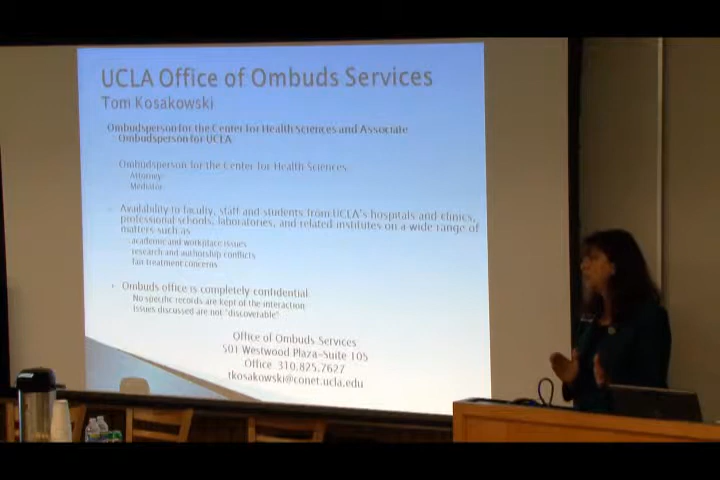 UCLA Office of Ombuds Services
Tom Kosakowski
Ombudsperson for the Center for Health Sciences and Associate
Ombudsperson for UCLA
Ombudsperson for the Center for Health Sciences
Attorney
Mediator
Availability to faculty, staff and students from UCLA's hospitals and clinics,
professional schools, laboratories, and related institutes on a wide range of
matters such as
academic and workplace issues
research and authorship conflicts
fair treatment concerns
Ombuds office is completely confidential
No specific records are kept of the interaction
Issues discussed are not "discoverable"
Office of Ombuds Services
501 Westwood Plaza-Suite 105
Office 310.825.7627
tkosakowski@conet.ucla.edu